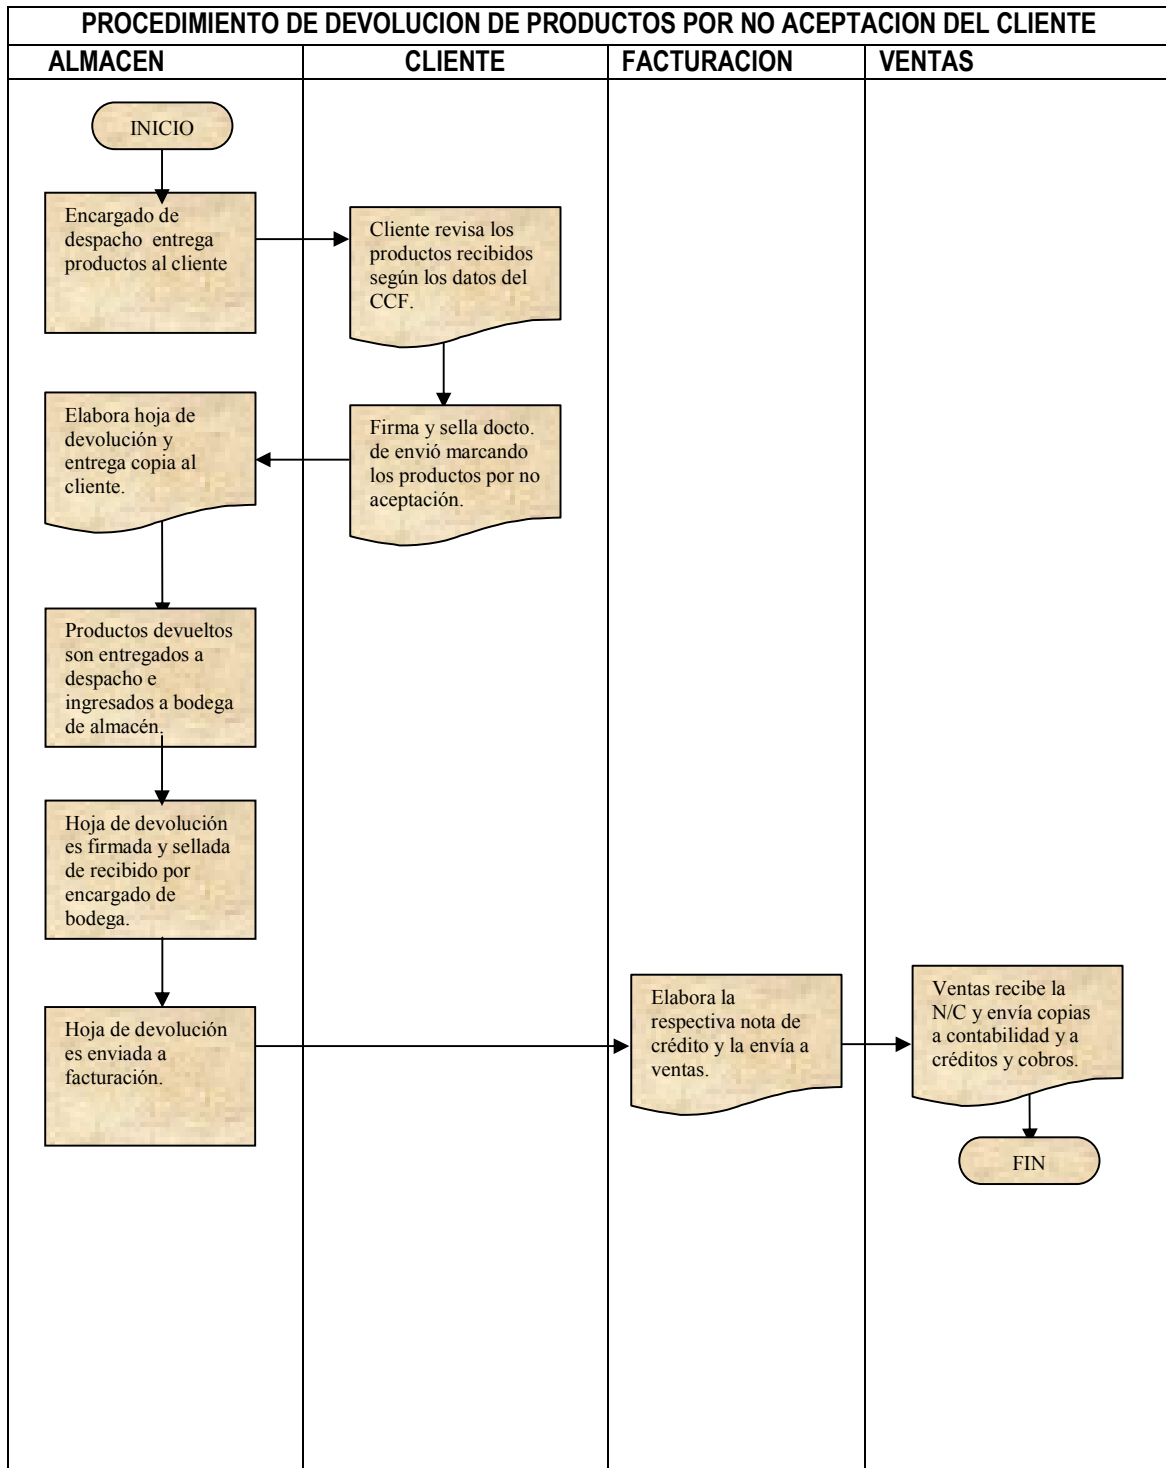 PROCEDIMIENTO DE DEVOLUCION DE PRODUCTOS POR NO ACEPTACION DEL CLIENTE
ALMACEN
CLIENTE
FACTURACION
VENTAS
INICIO
Encargado de
despacho entrega
productos al cliente
Cliente revisa los
productos recibidos
según los datos del
CCF.
Firma y sella docto.
de envió marcando
los productos por no
aceptación.
Elabora hoja de
devolución y
entrega copia al
cliente.
Productos devueltos
son entregados a
despacho e
ingresados a bodega
de almacén.
Hoja de devolución
es firmada y sellada
de recibido por
encargado de
bodega.
Hoja de devolución
es enviada a
facturación.
Elabora la
respectiva nota de
crédito y la envía a
ventas.
Ventas recibe la
N/C y envía copias
a contabilidad y a
créditos y cobros.
FIN